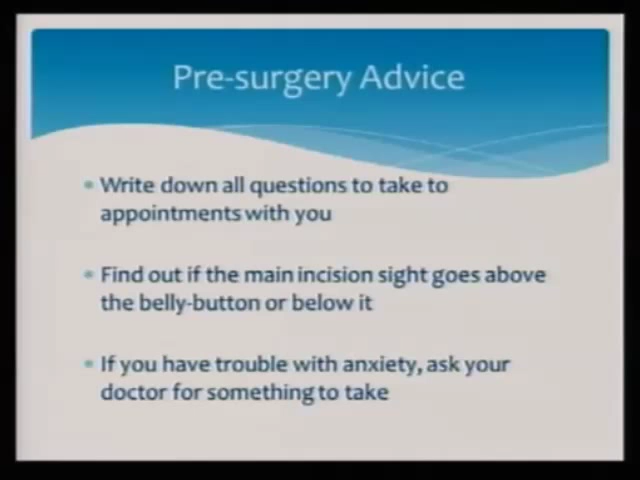 Pre-surgery Advice
Write down all questions to take to
appointments with you
Find out if the main incision sight goes above
the belly-button or below it
If you have trouble with anxiety, ask your
doctor for something to take